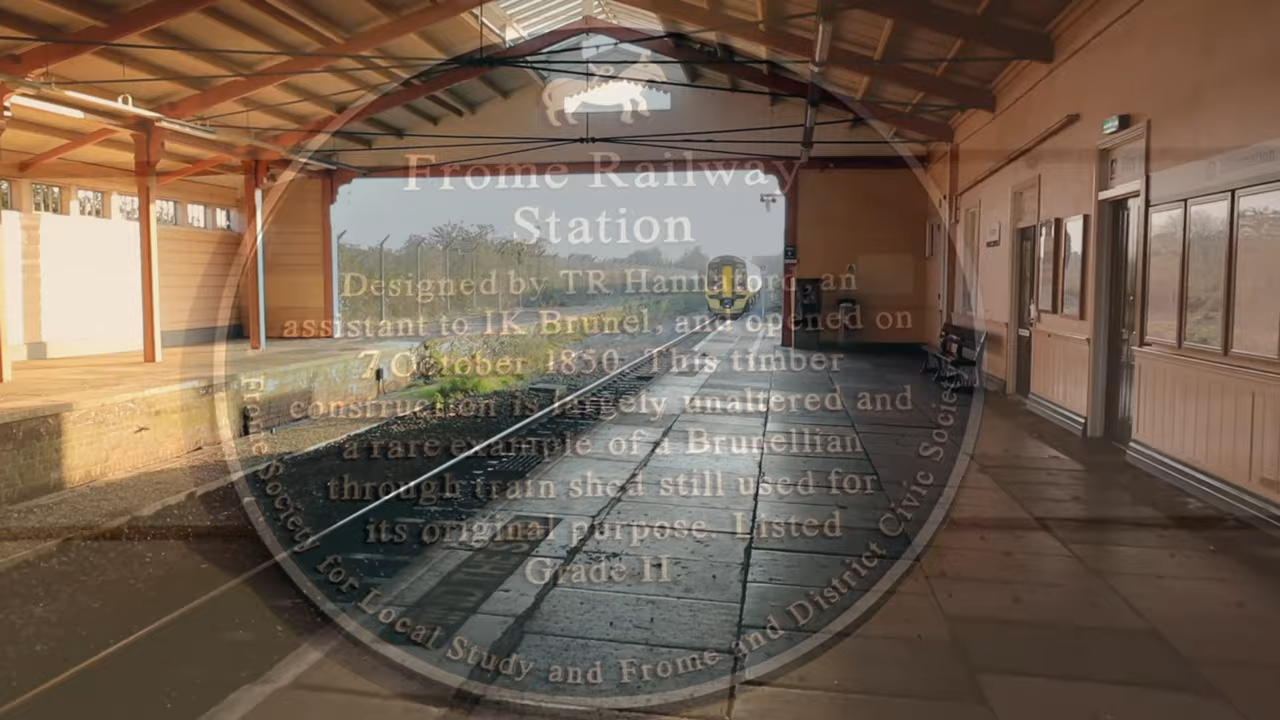 Frome Railway
Station
Designed by TR Hannaford, an
assistant to IK Brunel, and opened on
7 October 1850. This timber
construction is largely unaltered and
a rare example of a Brunellian
through train shed still used for
its original purpose. Listed
Grade II
Frome Society for Local Study and Frome and District Civic Society